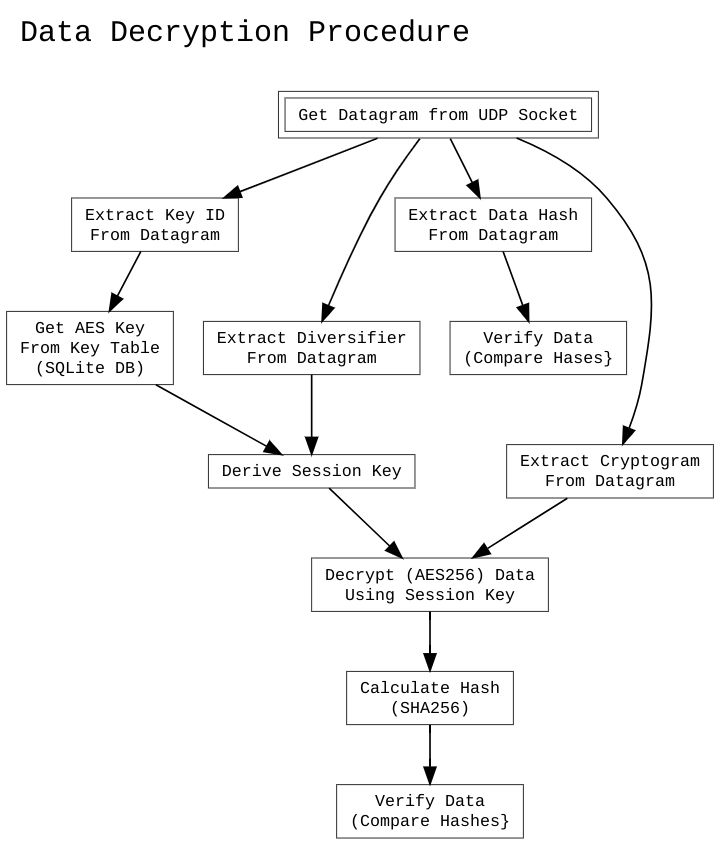 Data Decryption Procedure
Get Datagram from UDP Socket
Extract Key ID
From Datagram
Extract Data Hash
From Datagram
Get AES Key
From Key Table
(SQLite DB)
Extract Diversifier
From Datagram
Verify Data
(Compare Hases}
Derive Session Key
Extract Cryptogram
From Datagram
Decrypt (AES256) Data
Using Session Key
Calculate Hash
(SHA256)
Verify Data
(Compare Hashes}